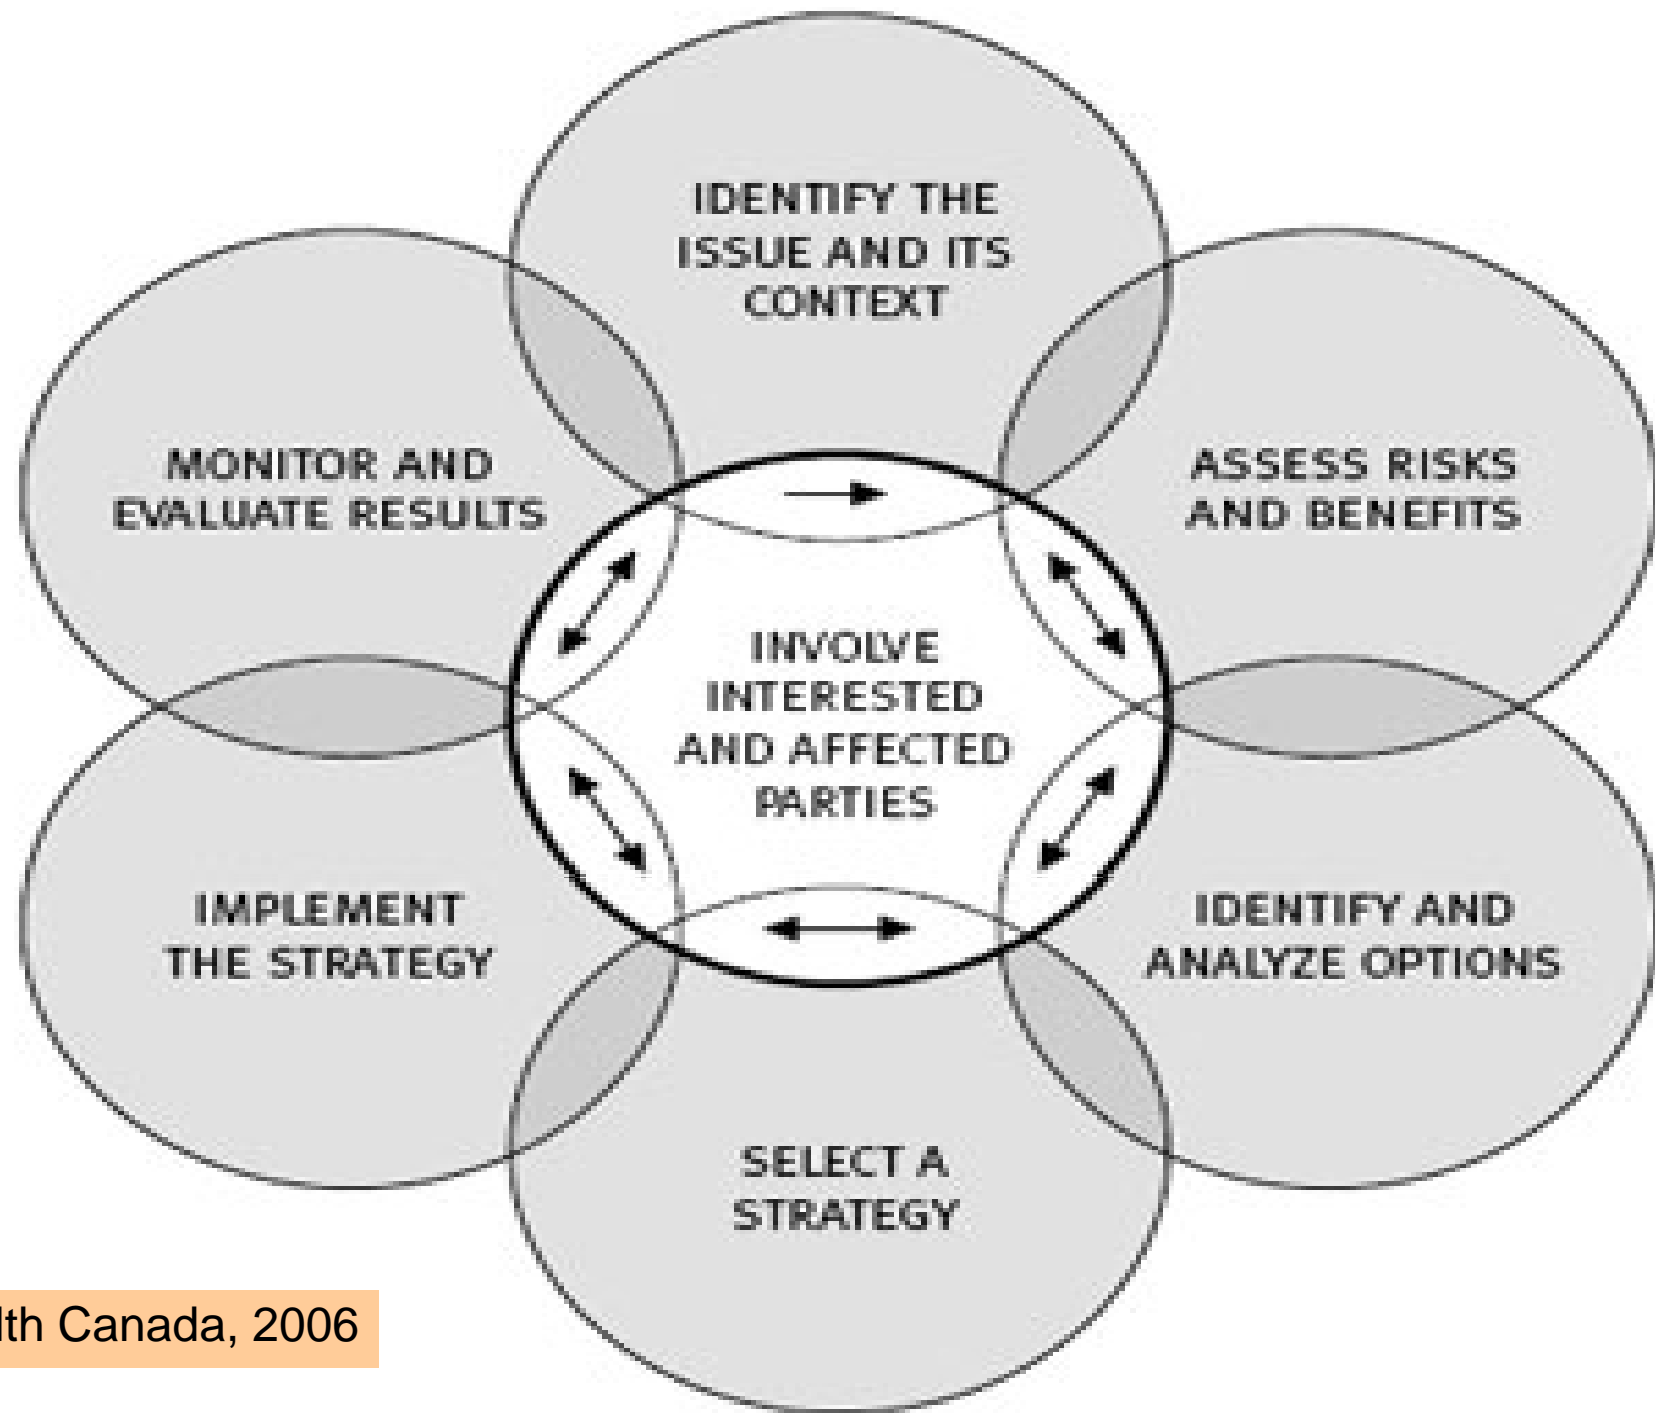 IDENTIFY THE
ISSUE AND ITS
CONTEXT
MONITOR AND
EVALUATE RESULTS
ASSESS RISKS
AND BENEFITS
INVOLVE
INTERESTED
AND AFFECTED
PARTIES
IMPLEMENT
THE STRATEGY
IDENTIFY AND
ANALYZE OPTIONS
SELECT A
STRATEGY
lth Canada, 2006